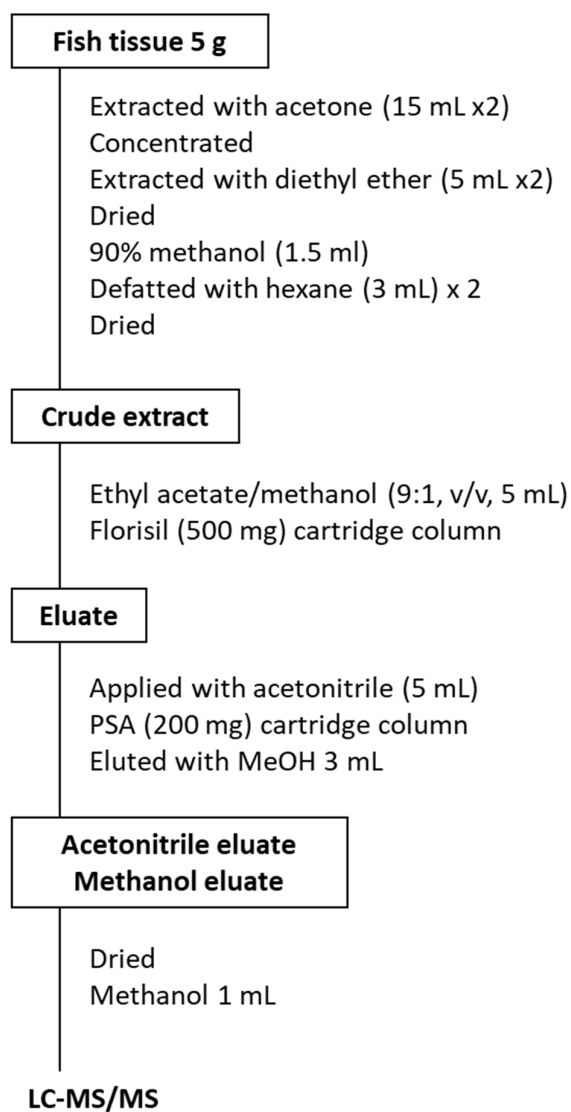 Fish tissue 5 g
Extracted with acetone (15 mL x2)
Concentrated
Extracted with diethyl ether (5 mL x2)
Dried
90% methanol (1.5 ml)
Defatted with hexane (3 mL) x 2
Dried
Crude extract
Ethyl acetate/methanol (9:1, v/v, 5 mL)
Florisil (500 mg) cartridge column
Eluate
Applied with acetonitrile (5 mL)
PSA (200 mg) cartridge column
Eluted with MeOH 3 mL
Acetonitrile eluate
Methanol eluate
Dried
Methanol 1 mL
LC-MS/MS